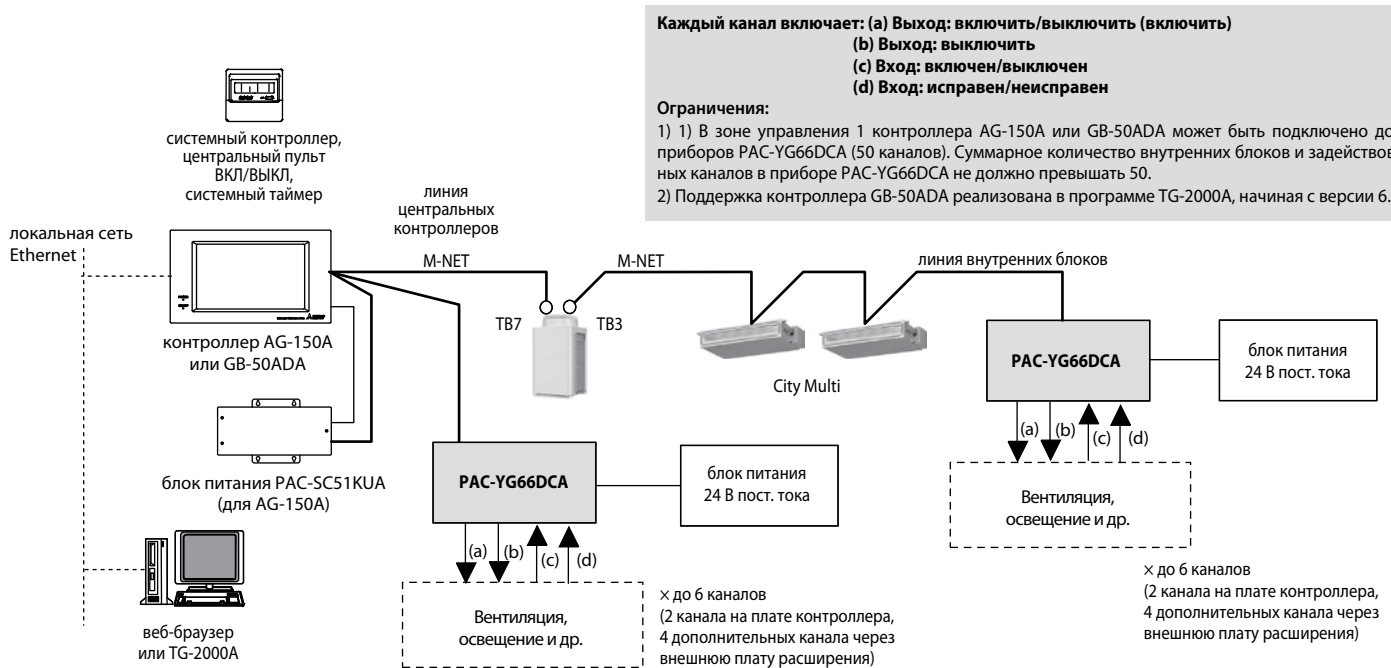 Каждый канал включает: (a) Выход: включить/выключить (включить)
(b) Выход: выключить
(c) Вход: включен/выключен
(d) Вход: исправен/неисправен
Ограничения:
1) 1) В зоне управления 1 контроллера AG-150A или GB-50ADA может быть подключено до
приборов PAC-YG66DCA (50 каналов). Суммарное количество внутренних блоков и задействов
ных каналов в приборе PAC-YG66DCA не должно превышать 50.
2) Поддержка контроллера GB-50ADA реализована в программе TG-2000A, начиная с версии 6.
системный контроллер,
центральный пульт
ВКЛ/ВЫКЛ,
системный таймер
локальная сеть
Ethernet
линия
центральных
контроллеров
M-NET
M-NET
линия внутренних блоков
TB7
TB3
контроллер AG-150A
или GB-50ADA
City Multi
PAC-YG66DCA
блок питания
24 В пост. тока
(a)
(b)
(c)
(d)
Вентиляция,
освещение и др.
× до 6 каналов
(2 канала на плате контроллера,
4 дополнительных канала через
внешнюю плату расширения)
блок питания PAC-SC51KUA
(для AG-150A)
PAC-YG66DCA
блок питания
24 В пост. тока
(a)
(b)
(c)
(d)
Вентиляция,
освещение и др.
× до 6 каналов
(2 канала на плате контроллера,
4 дополнительных канала через
внешнюю плату расширения)
веб-браузер
или TG-2000A